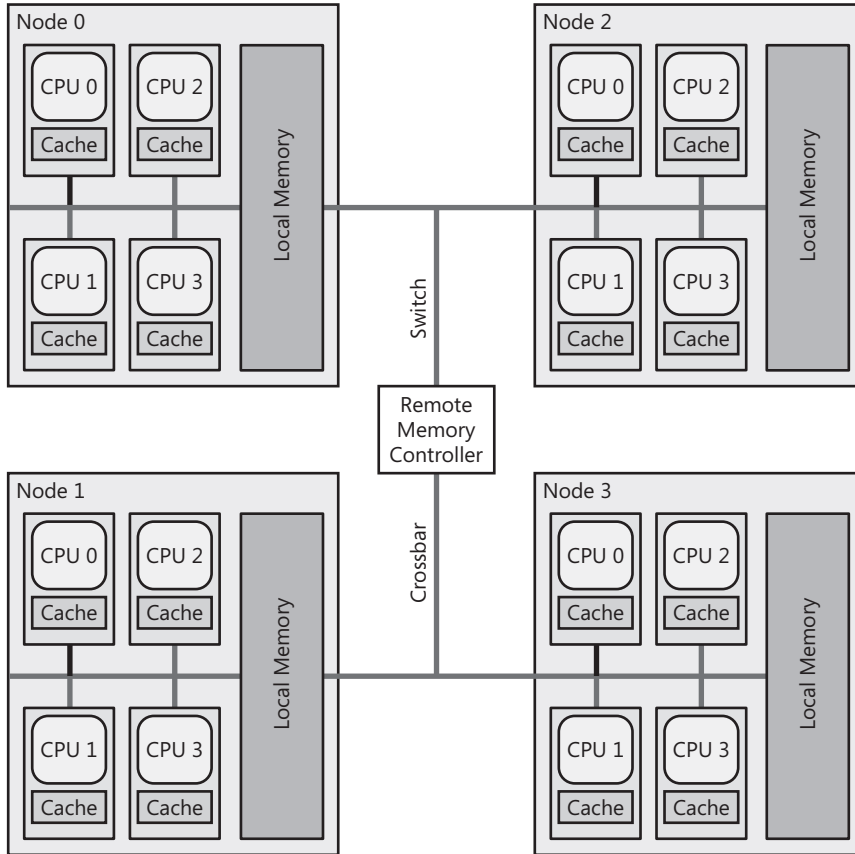 Node 0
CPU 0
CPU 2
Cache
Cache
CPU 1
CPU 3
Cache
Cache
Local Memory
Node 2
CPU 0
CPU 2
Cache
Cache
CPU 1
CPU 3
Cache
Cache
Local Memory
Switch
Remote
Memory
Controller
Crossbar
Node 1
CPU 0
CPU 2
Cache
Cache
CPU 1
CPU 3
Cache
Cache
Local Memory
Node 3
CPU 0
CPU 2
Cache
Cache
CPU 1
CPU 3
Cache
Cache
Local Memory